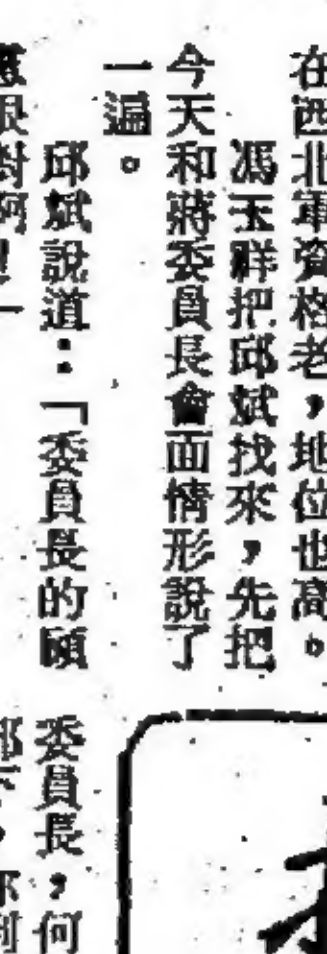 在西北軍資格老，地位也高。
馮玉群把邱斌找來，先把
今天和蔣委員長會面情形說了
一遍。
邱斌說道：「委員長的顧
慮很對啊！」
委員長，何